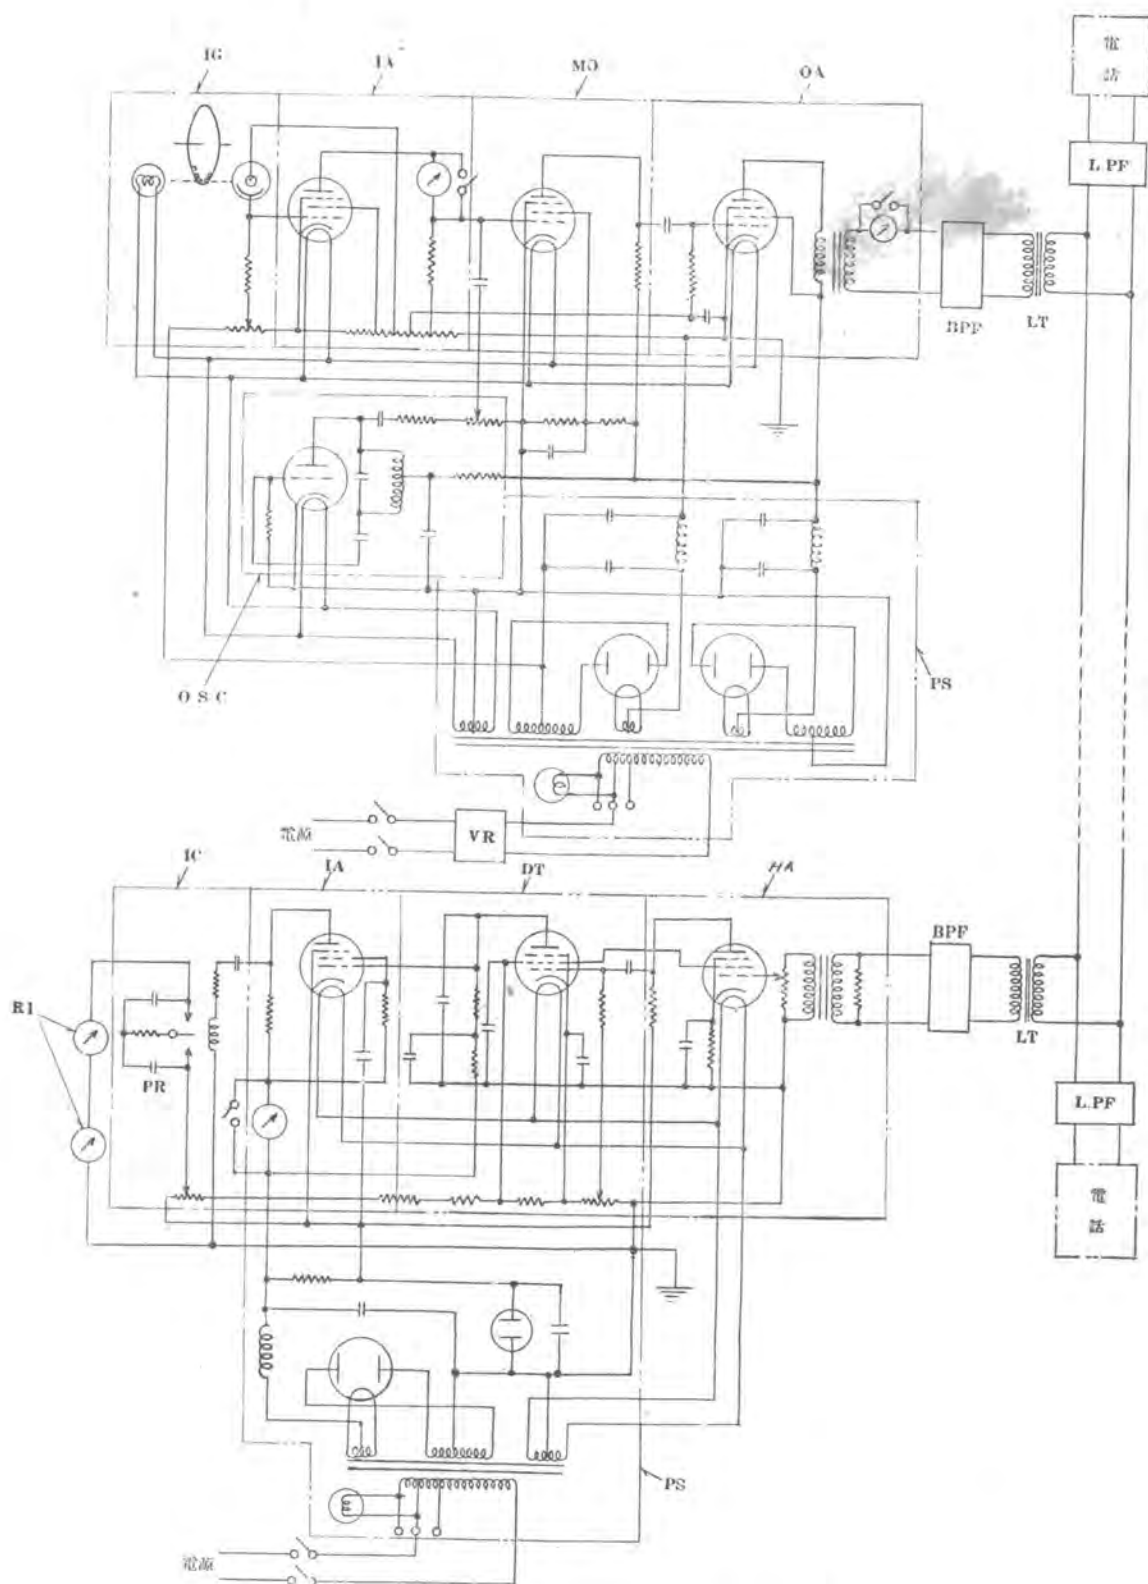 IG
IA
MO
OA
電
話
L.PF
BPF
LT
OSC
PS
電源
VR
IC
IA
DT
HA
BPF
R1
PR
LT
L.PF
電
話
PS
電源